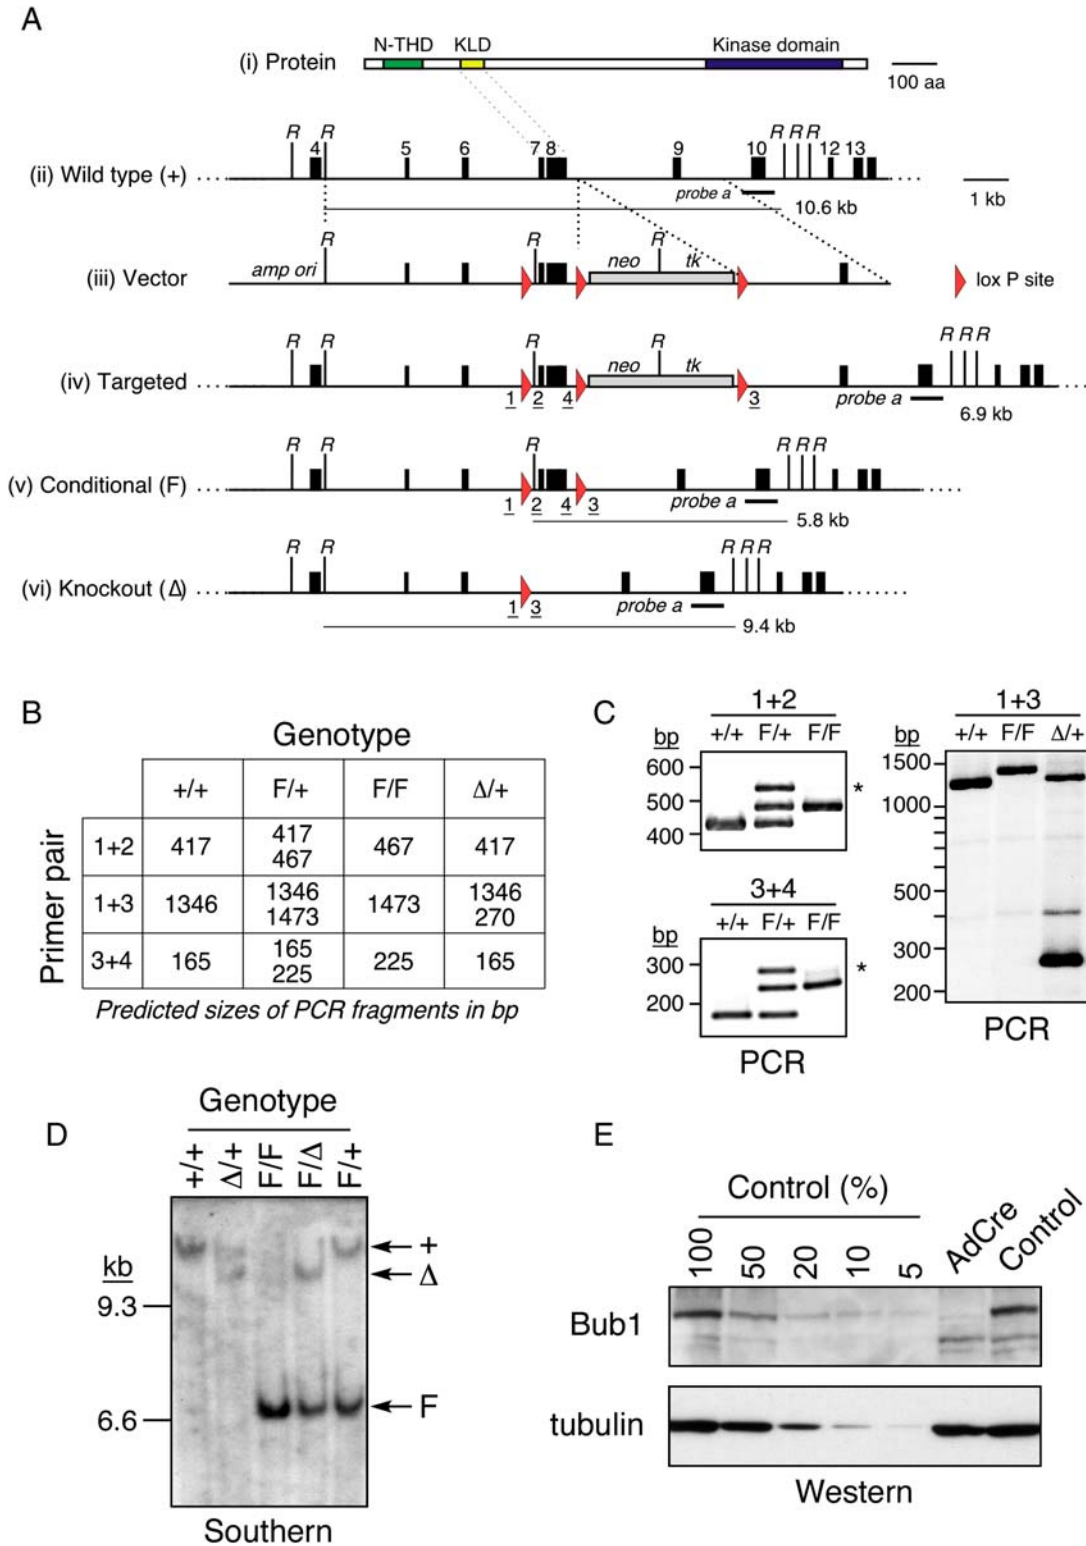 A
N-THD KLD Kinase domain
(i) Protein
100 aa
R R R R R
4 5 6 7 8 9 10 12 13
(ii) Wild type (+)
probe a
10.6 kb
1 kb
R R R
neo tk
amp ori
(iii) Vector
lox P site
R R R R R R R
neo tk
(iv) Targeted
1 2 4 3
probe a
6.9 kb
R R R R R R
(v) Conditional (F)
1 2 4 3
probe a
5.8 kb
R R R R R
(vi) Knockout (Δ)
1 3
probe a
9.4 kb
B
Genotype
+/+ F/+ F/F Δ/+
Primer pair
1+2 417 417 467 467 417
1+3 1346 1346 1473 1473 1346 270
3+4 165 165 225 225 165
Predicted sizes of PCR fragments in bp
C
1+2
bp +/+ F/+ F/F
600
500
400
*
3+4
bp +/+ F/+ F/F
300
200
*
PCR
1+3
bp +/+ F/F Δ/+
1500
1000
500
300
200
PCR
D
Genotype
+/+ Δ/+ F/F F/Δ F/+
kb
9.3
6.6
+
Δ
F
Southern
E
Control (%)
100 50 20 10 5 AdCre Control
Bub1
tubulin
Western